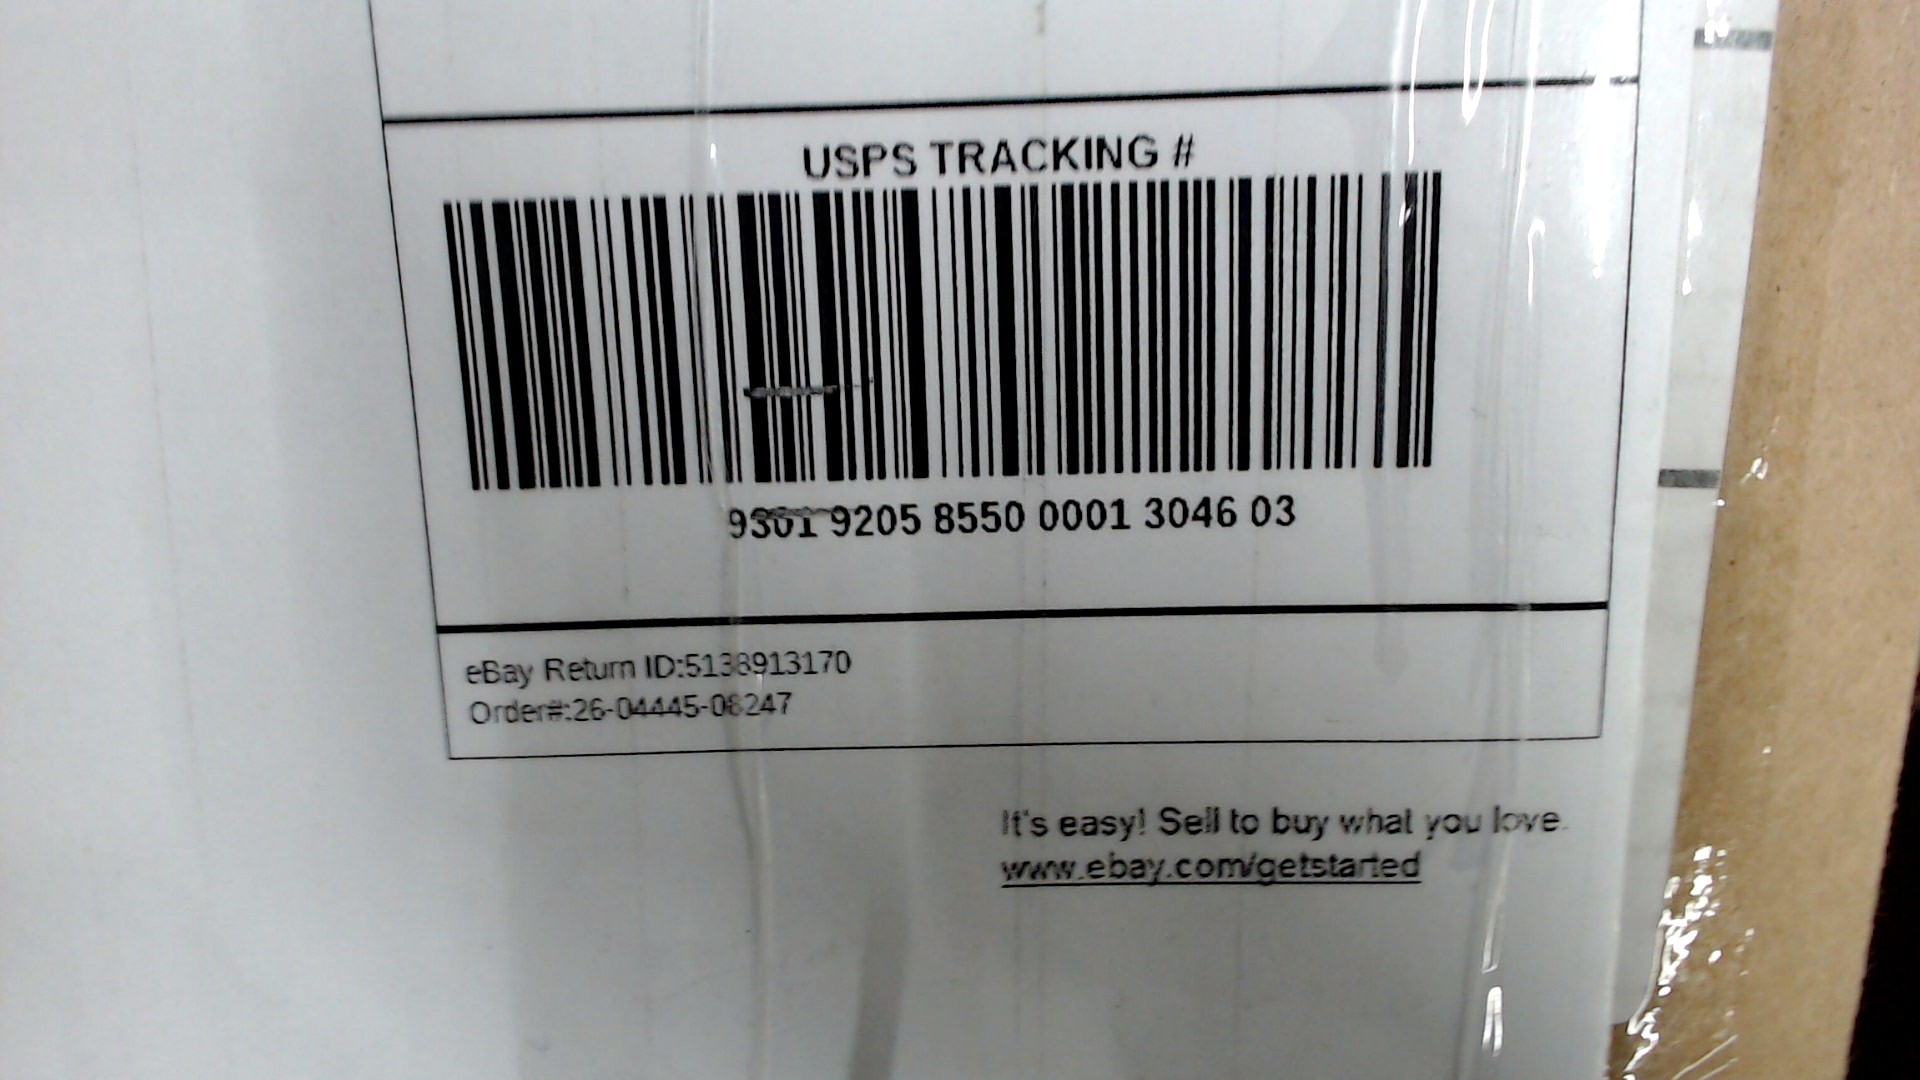 USPS TRACKING #
9301 9205 8550 0001 3046 03
eBay Return ID:5138913170
Order#:26-04445-08247
It's easy! Sell to buy what you love.
www.ebay.com/getstarted